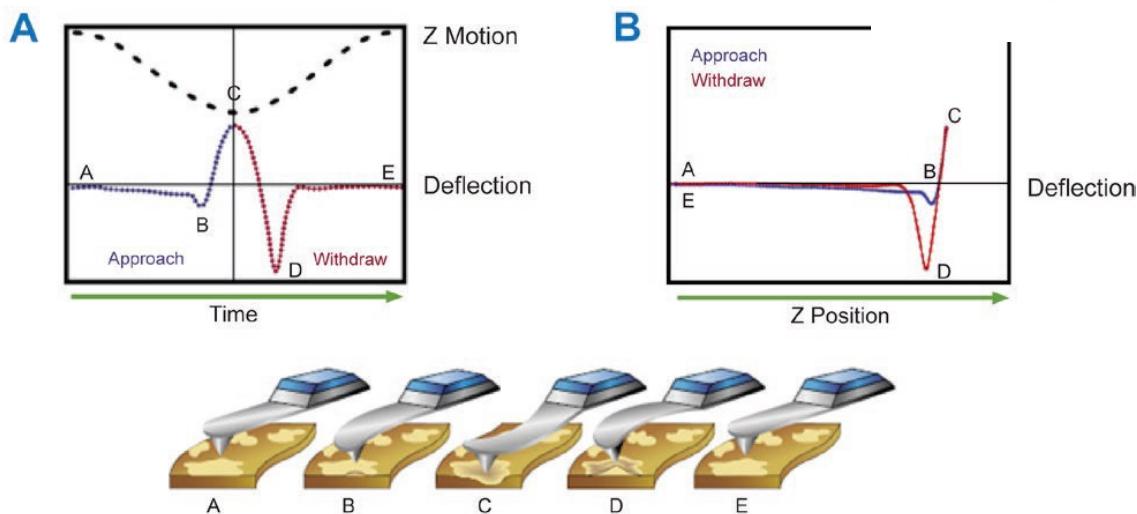 A
Z Motion
C
A
E
Deflection
B
Approach
D
Withdraw
Time
B
Approach
Withdraw
C
A
B
E
Deflection
D
Z Position
A
B
C
D
E